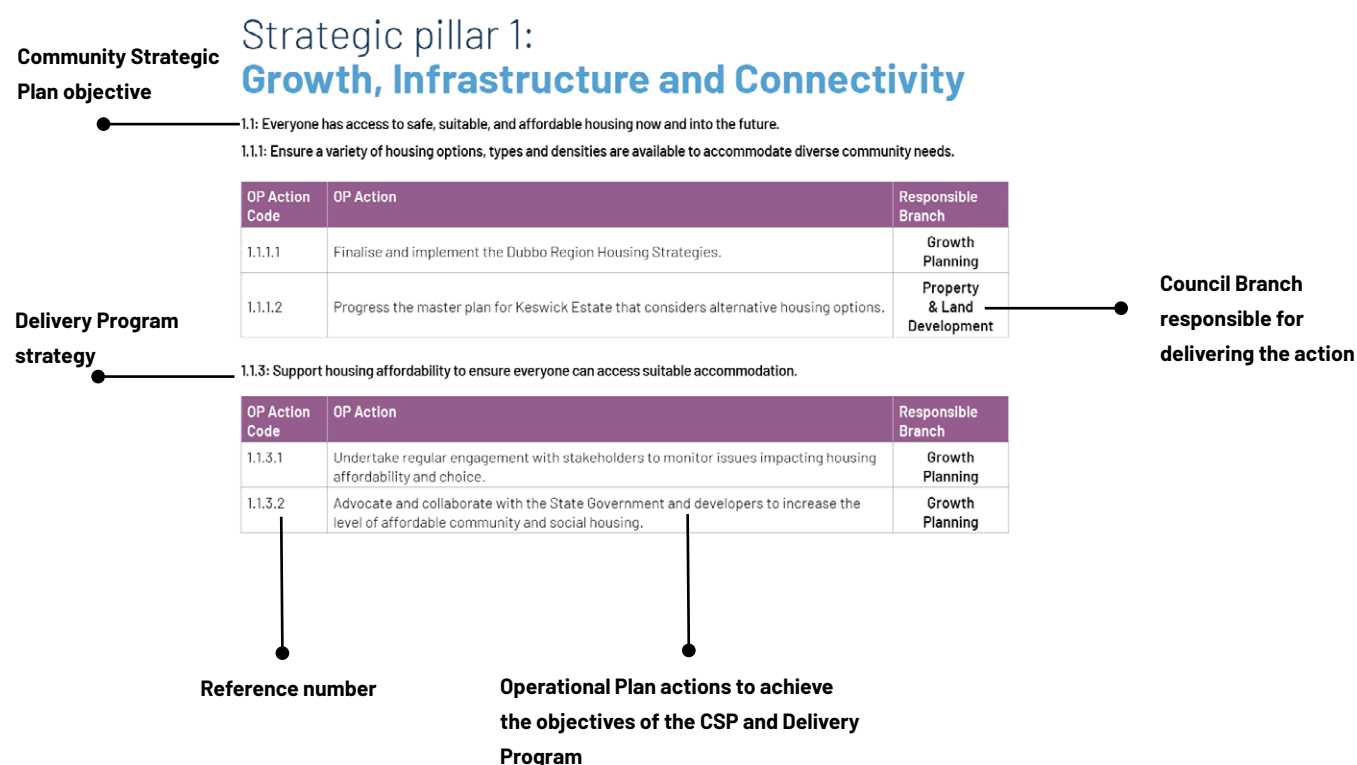 Strategic pillar 1:
Growth, Infrastructure and Connectivity
Community Strategic
Plan objective
1.1: Everyone has access to safe, suitable, and affordable housing now and into the future.
1.1.1: Ensure a variety of housing options, types and densities are available to accommodate diverse community needs.
OP Action
Code
OP Action
Responsible
Branch
1.1.1.1
Finalise and implement the Dubbo Region Housing Strategies.
Growth
Planning
1.1.1.2
Progress the master plan for Keswick Estate that considers alternative housing options.
Property
& Land
Development
Council Branch
responsible for
delivering the action
Delivery Program
strategy
1.1.3: Support housing affordability to ensure everyone can access suitable accommodation.
OP Action
Code
OP Action
Responsible
Branch
1.1.3.1
Undertake regular engagement with stakeholders to monitor issues impacting housing
affordability and choice.
Growth
Planning
1.1.3.2
Advocate and collaborate with the State Government and developers to increase the
level of affordable community and social housing.
Growth
Planning
Reference number
Operational Plan actions to achieve
the objectives of the CSP and Delivery
Program